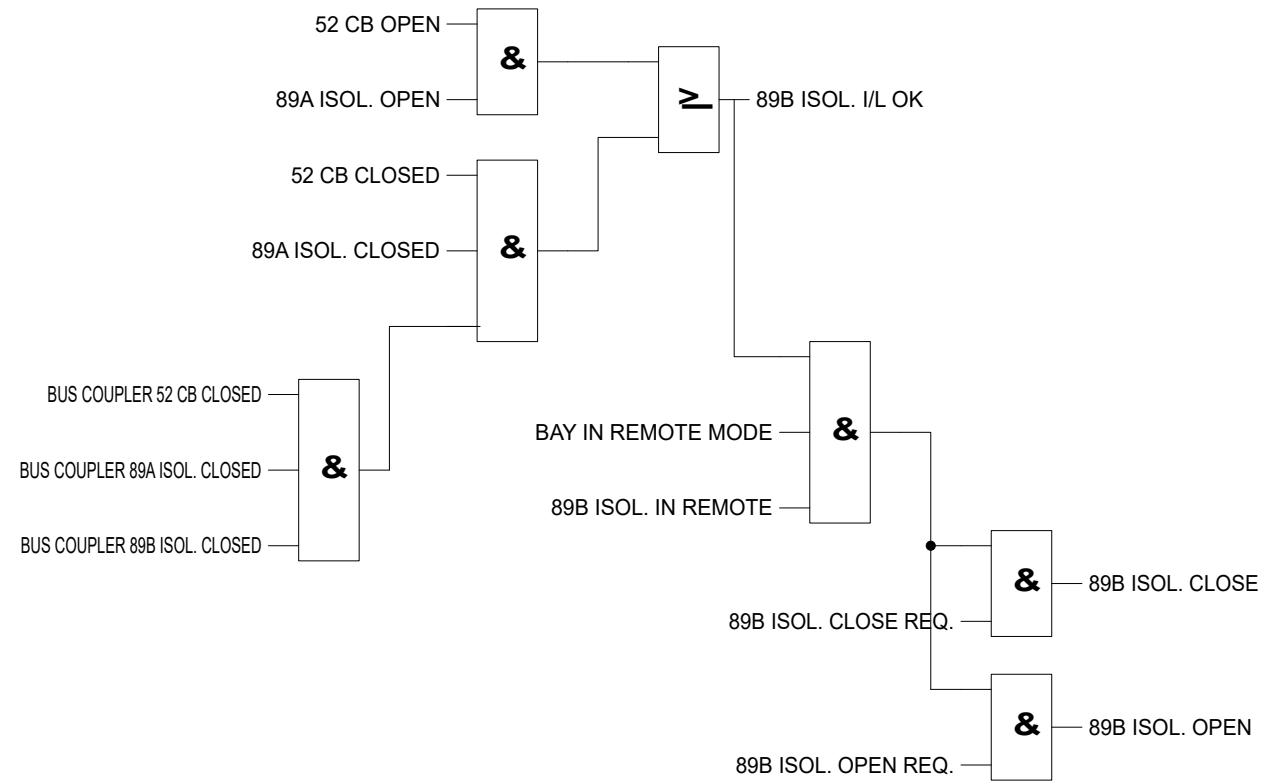 52 CB OPEN
&
89A ISOL. OPEN
≥
89B ISOL. I/L OK
52 CB CLOSED
89A ISOL. CLOSED
&
BUS COUPLER 52 CB CLOSED
BUS COUPLER 89A ISOL. CLOSED
&
BUS COUPLER 89B ISOL. CLOSED
BAY IN REMOTE MODE
&
89B ISOL. IN REMOTE
&
89B ISOL. CLOSE
89B ISOL. CLOSE REQ.
&
89B ISOL. OPEN
89B ISOL. OPEN REQ.